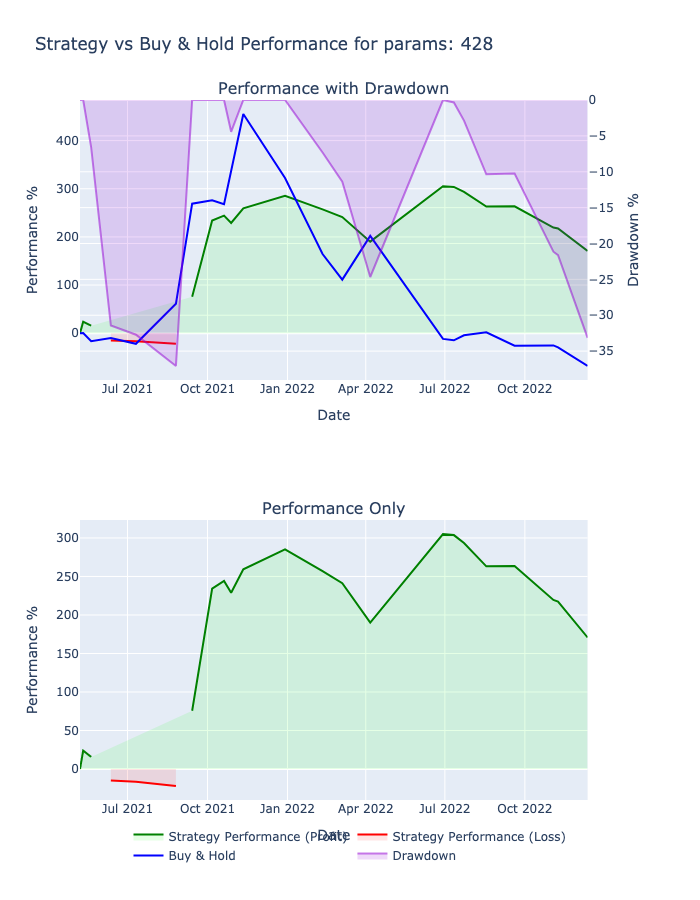 Strategy vs Buy & Hold Performance for params: 428
Performance with Drawdown
400
300
200
100
0
Performance %
0
−5
−10
−15
−20
−25
−30
−35
Drawdown %
Jul 2021 Oct 2021 Jan 2022 Apr 2022 Jul 2022 Oct 2022
Date
Performance Only
300
250
200
150
100
50
0
Performance %
Jul 2021 Oct 2021 Jan 2022 Apr 2022 Jul 2022 Oct 2022
Date
Strategy Performance (Profit) Strategy Performance (Loss)
Buy & Hold Drawdown